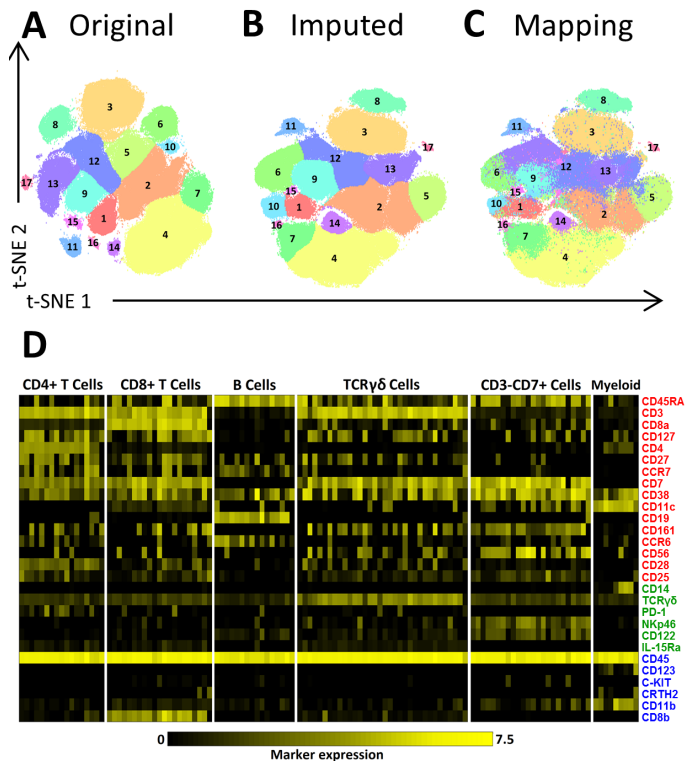 A Original B Imputed C Mapping
t-SNE 2
8 3 6 10 5 12 2 17 13 9 7 15 1 4 16 11 14
8 11 3 17 12 13 6 9 15 5 10 1 2 16 14 7 4
8 11 3 17 12 13 6 9 15 5 10 1 2 14 16 7 4
t-SNE 1
D
CD4+ T Cells CD8+ T Cells B Cells TCRγδ Cells CD3-CD7+ Cells Myeloid
CD45RA
CD3
CD8a
CD127
CD4
CD27
CCR7
CD7
CD38
CD11c
CD19
CD161
CCR6
CD56
CD28
CD25
CD14
TCRγδ
PD-1
NKp46
CD122
IL-15Ra
CD45
CD123
C-KIT
CRTH2
CD11b
CD8b
0 7.5
Marker expression